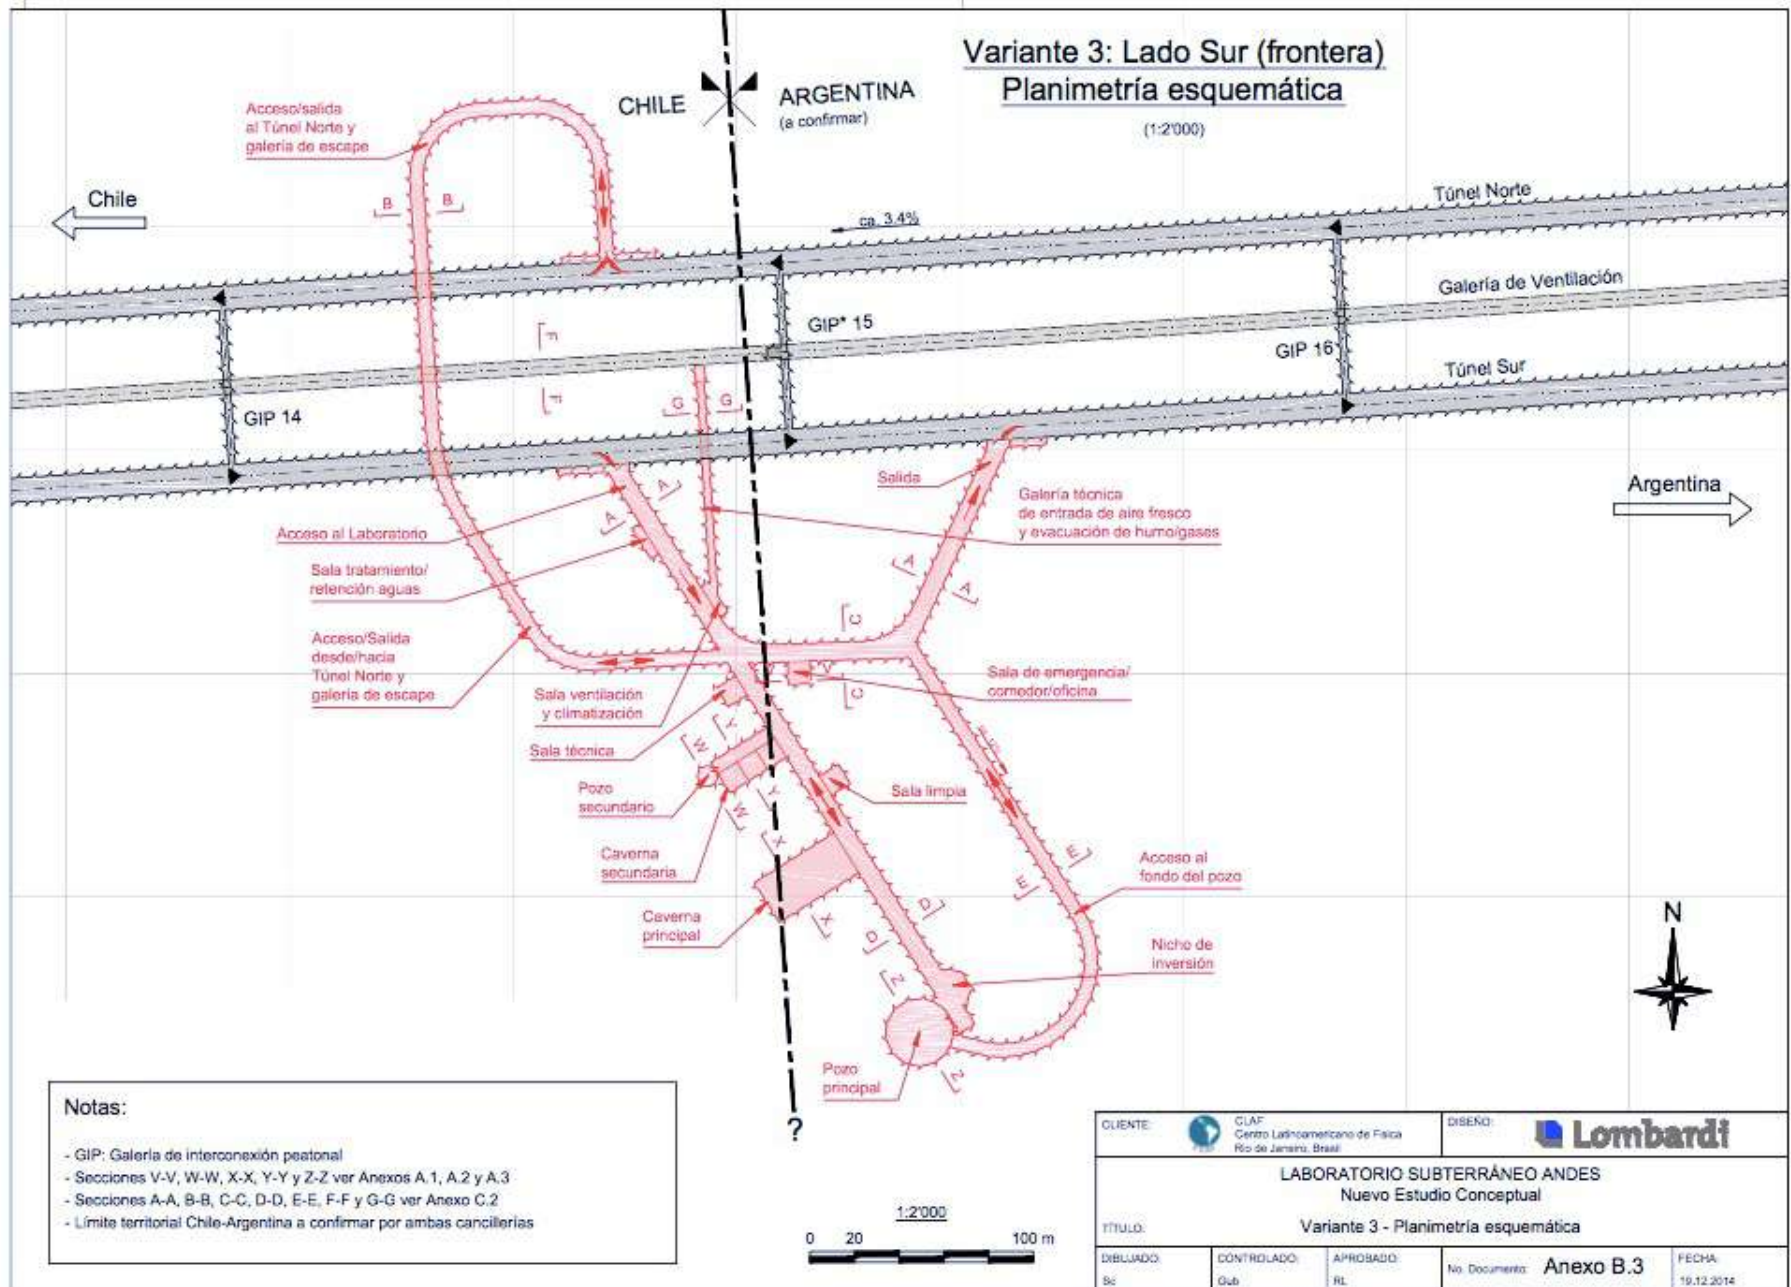 Variante 3: Lado Sur (frontera)
Planimetría esquemática
(1:2'000)
CHILE
ARGENTINA
(a confirmar)
Acceso/salida
al Túnel Norte y
galería de escape
Chile
B
B
ca. 3.4%
Túnel Norte
Galería de Ventilación
Túnel Sur
GIP* 15
GIP 16
GIP 14
F
F
G
G
Argentina
Salida
Galería técnica
de entrada de aire fresco
y evacuación de humo/gases
A
A
Acceso al Laboratorio
Sala tratamiento/
retención aguas
A
A
Acceso/Salida
desde/hacia
Túnel Norte y
galería de escape
C
C
V
Sala de emergencia/
comedor/oficina
Sala ventilación
y climatización
Sala técnica
Y
W
Pozo
secundario
Sala limpia
Y
W
X
Caverna
secundaria
E
E
Acceso al
fondo del pozo
Caverna
principal
X
D
D
Nicho de
inversión
Z
Z
Pozo
principal
N
?
Notas:
- GIP: Galería de interconexión peatonal
- Secciones V-V, W-W, X-X, Y-Y y Z-Z ver Anexos A.1, A.2 y A.3
- Secciones A-A, B-B, C-C, D-D, E-E, F-F y G-G ver Anexo C.2
- Límite territorial Chile-Argentina a confirmar por ambas cancillerías
1:2'000
0 20 100 m
CLIENTE:
CLAF
Centro Latinoamericano de Física
Rio de Janeiro, Brasil
DISEÑO:
Lombardi
LABORATORIO SUBTERRÁNEO ANDES
Nuevo Estudio Conceptual
TÍTULO:
Variante 3 - Planimetría esquemática
DIBUJADO:
Sc
CONTROLADO:
Gub
APROBADO:
RL
No. Documento: Anexo B.3
FECHA:
19.12.2014